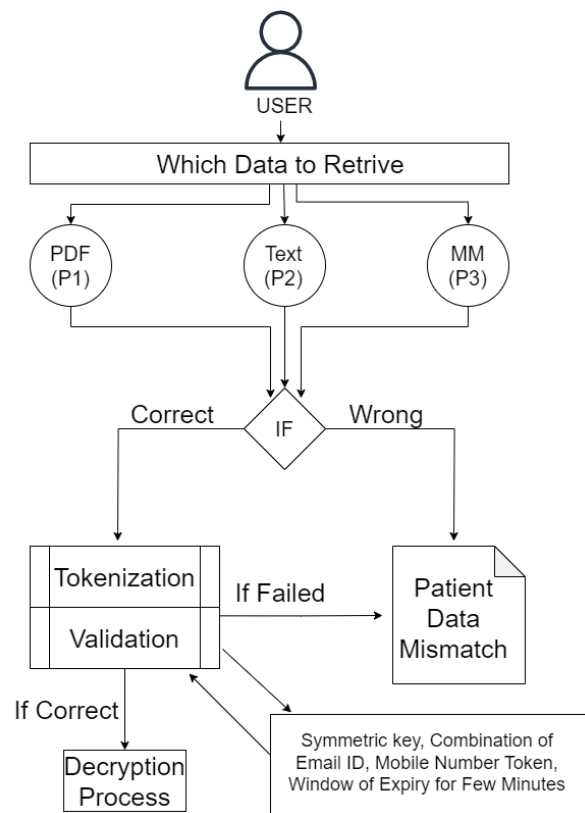 USER
Which Data to Retrive
PDF
(P1)
Text
(P2)
MM
(P3)
IF
Correct
Wrong
Tokenization
Validation
If Failed
Patient
Data
Mismatch
If Correct
Decryption
Process
Symmetric key, Combination of
Email ID, Mobile Number Token,
Window of Expiry for Few Minutes